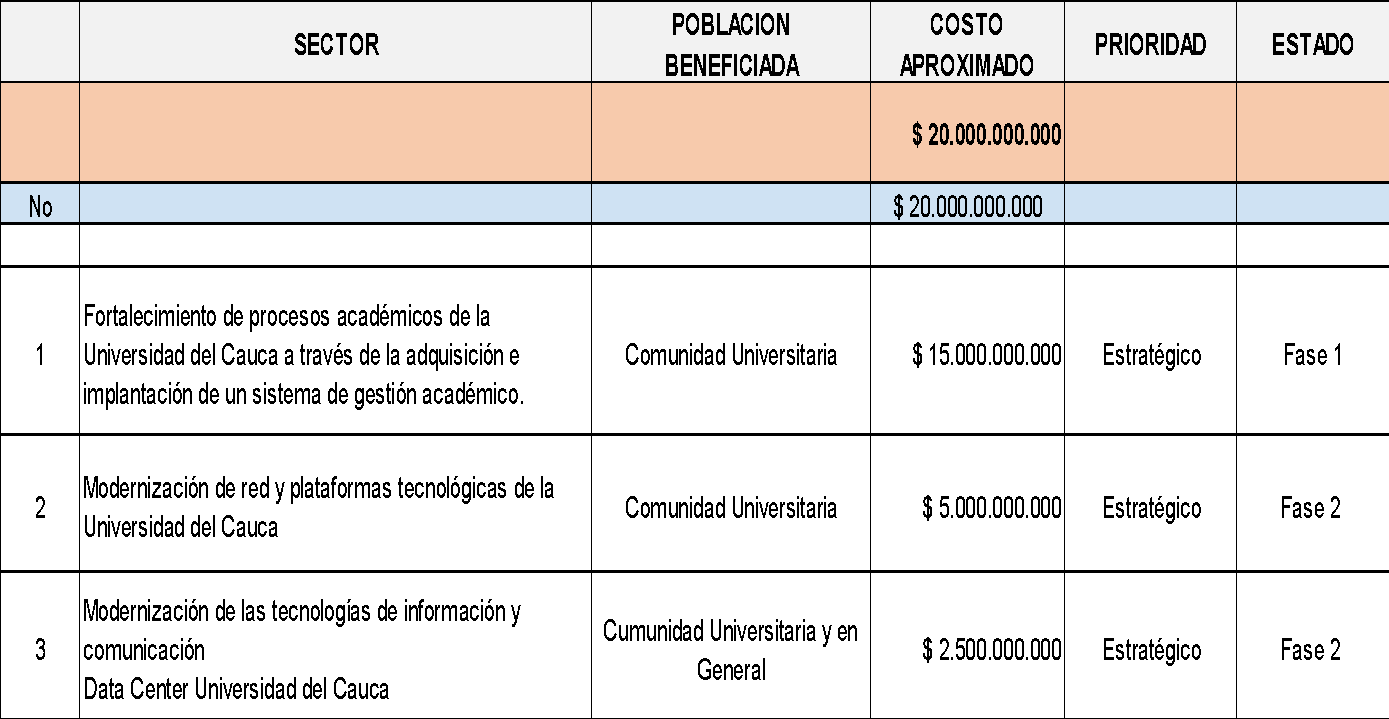 SECTOR
POBLACION
BENEFICIADA
COSTO
APROXIMADO
PRIORIDAD
ESTADO
$ 20.000.000.000
No
$ 20.000.000.000
1
Fortalecimiento de procesos académicos de la
Universidad del Cauca a través de la adquisición e
implantación de un sistema de gestión académico.
Comunidad Universitaria
$ 15.000.000.000
Estratégico
Fase 1
2
Modernización de red y plataformas tecnológicas de la
Universidad del Cauca
Comunidad Universitaria
$ 5.000.000.000
Estratégico
Fase 2
3
Modernización de las tecnologías de información y
comunicación
Data Center Universidad del Cauca
Cumunidad Universitaria y en
General
$ 2.500.000.000
Estratégico
Fase 2